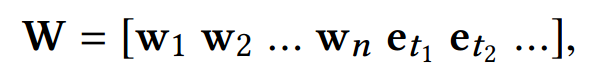 W = [w₁ w₂ ... wₙ e_{t₁} e_{t₂} ...],